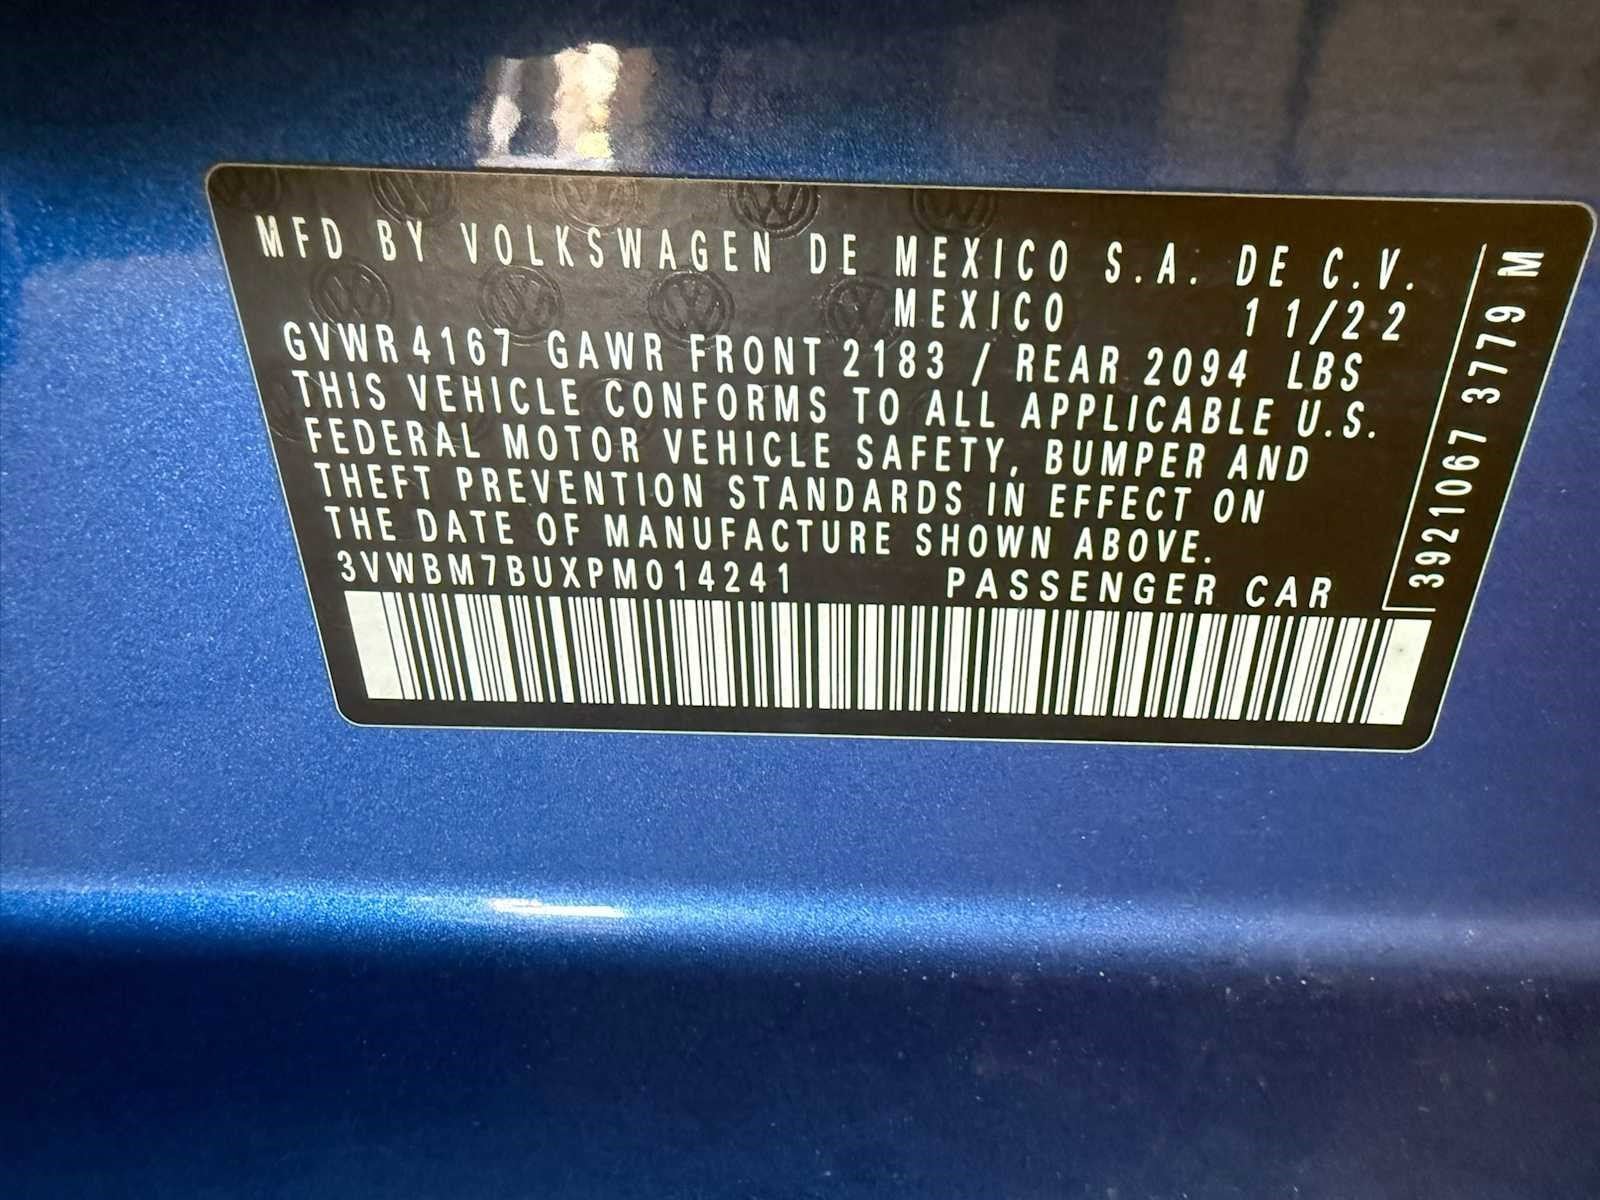 MFD BY VOLKSWAGEN DE MEXICO S.A. DE C.V.
MEXICO 11/22
GVWR 4167 GAWR FRONT 2183 / REAR 2094 LBS
THIS VEHICLE CONFORMS TO ALL APPLICABLE U.S.
FEDERAL MOTOR VEHICLE SAFETY, BUMPER AND
THEFT PREVENTION STANDARDS IN EFFECT ON
THE DATE OF MANUFACTURE SHOWN ABOVE.
3VWBM7BUXPM014241 PASSENGER CAR
3921067 3779 M